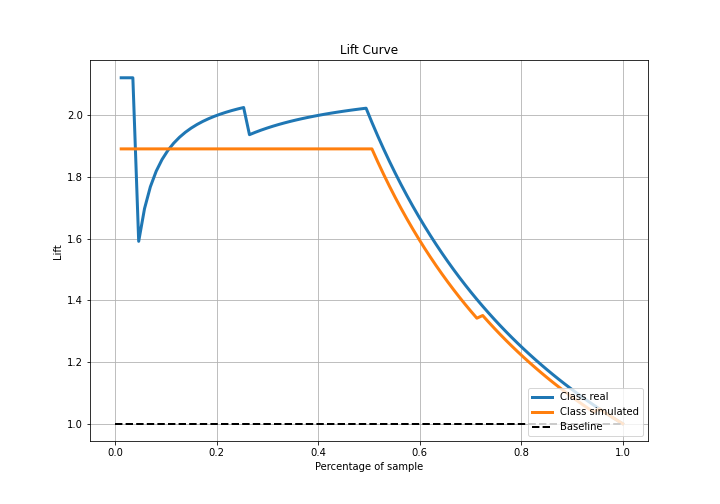 Lift Curve
Lift
2.0
1.8
1.6
1.4
1.2
1.0
0.0 0.2 0.4 0.6 0.8 1.0
Percentage of sample
Class real
Class simulated
Baseline